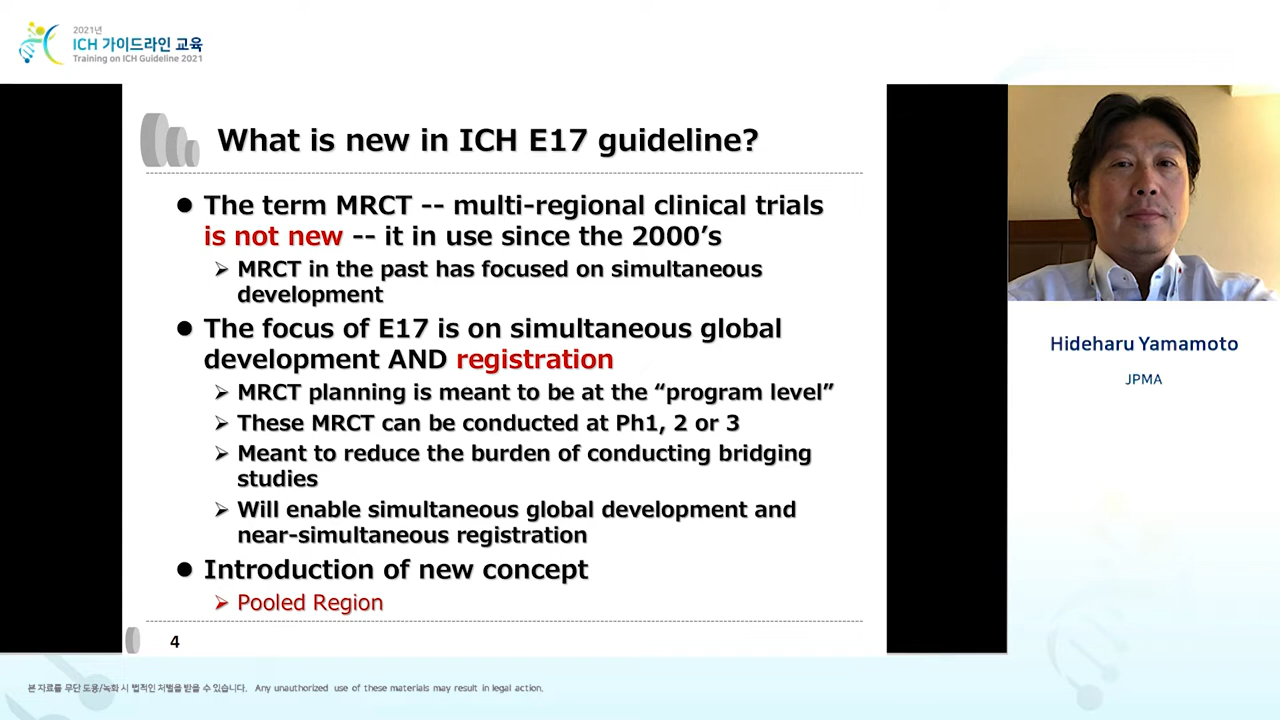 2021년
ICH 가이드라인 교육
Training on ICH Guideline 2021
What is new in ICH E17 guideline?
The term MRCT -- multi-regional clinical trials
is not new -- it in use since the 2000's
MRCT in the past has focused on simultaneous
development
The focus of E17 is on simultaneous global
development AND registration
MRCT planning is meant to be at the “program level”
These MRCT can be conducted at Ph1, 2 or 3
Meant to reduce the burden of conducting bridging
studies
Will enable simultaneous global development and
near-simultaneous registration
Introduction of new concept
Pooled Region
4
Hideharu Yamamoto
JPMA
본 자료를 무단 도용/녹화 시 법적인 처벌을 받을 수 있습니다. Any unauthorized use of these materials may result in legal action.